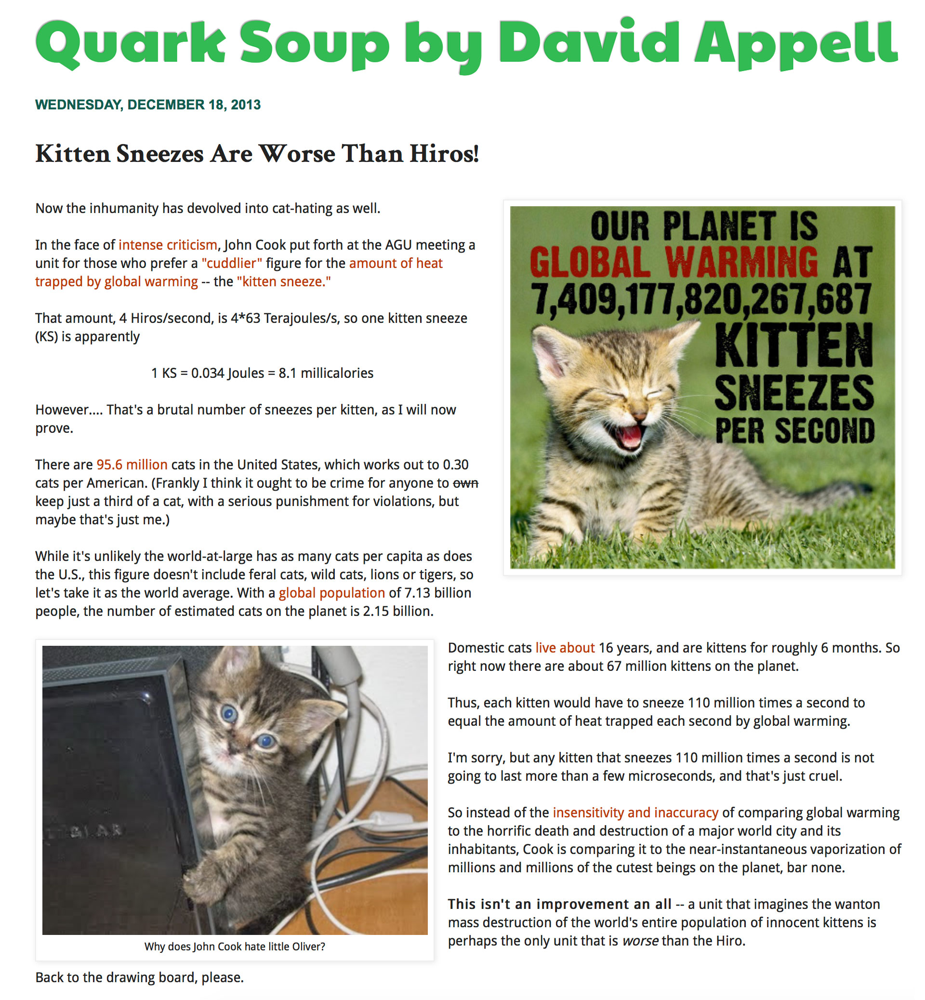 Quark Soup by David Appell
WEDNESDAY, DECEMBER 18, 2013
Kitten Sneezes Are Worse Than Hiros!
Now the inhumanity has devolved into cat-hating as well.
In the face of intense criticism, John Cook put forth at the AGU meeting a
unit for those who prefer a "cuddlier" figure for the amount of heat
trapped by global warming -- the "kitten sneeze."
That amount, 4 Hiros/second, is 4*63 Terajoules/s, so one kitten sneeze
(KS) is apparently
1 KS = 0.034 Joules = 8.1 millicalories
However.... That's a brutal number of sneezes per kitten, as I will now
prove.
There are 95.6 million cats in the United States, which works out to 0.30
cats per American. (Frankly I think it ought to be crime for anyone to own
keep just a third of a cat, with a serious punishment for violations, but
maybe that's just me.)
While it's unlikely the world-at-large has as many cats per capita as does
the U.S., this figure doesn't include feral cats, wild cats, lions or tigers, so
let's take it as the world average. With a global population of 7.13 billion
people, the number of estimated cats on the planet is 2.15 billion.
OUR PLANET IS
GLOBAL WARMING AT
7,409,177,820,267,687
KITTEN
SNEEZES
PER SECOND
Domestic cats live about 16 years, and are kittens for roughly 6 months. So
right now there are about 67 million kittens on the planet.
Thus, each kitten would have to sneeze 110 million times a second to
equal the amount of heat trapped each second by global warming.
I'm sorry, but any kitten that sneezes 110 million times a second is not
going to last more than a few microseconds, and that's just cruel.
So instead of the insensitivity and inaccuracy of comparing global warming
to the horrific death and destruction of a major world city and its
inhabitants, Cook is comparing it to the near-instantaneous vaporization of
millions and millions of the cutest beings on the planet, bar none.
This isn't an improvement an all -- a unit that imagines the wanton
mass destruction of the world's entire population of innocent kittens is
perhaps the only unit that is worse than the Hiro.
Why does John Cook hate little Oliver?
Back to the drawing board, please.